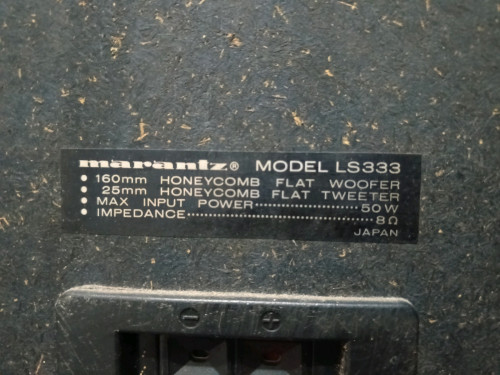 marantz® MODEL LS333
• 160mm HONEYCOMB FLAT WOOFER
• 25mm HONEYCOMB FLAT TWEETER
• MAX INPUT POWER··················50W
• IMPEDANCE·································8Ω
JAPAN
− +